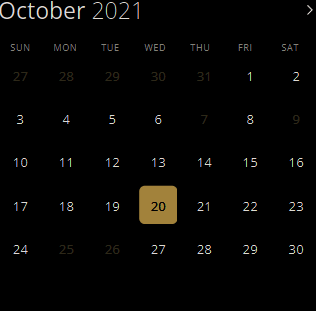 October 2021
SUN MON TUE WED THU FRI SAT
27 28 29 30 31 1 2
3 4 5 6 7 8 9
10 11 12 13 14 15 16
17 18 19 20 21 22 23
24 25 26 27 28 29 30